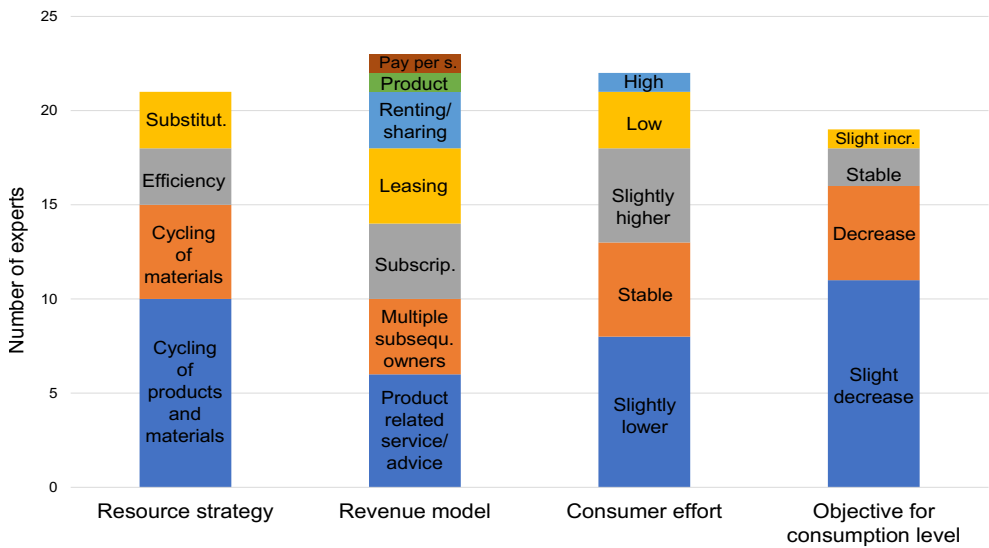 25
20
15
10
5
0
Number of experts
Substitut.
Efficiency
Cycling
of
materials
Cycling
of
products
and
materials
Resource strategy
Pay per s.
Product
Renting/
sharing
Leasing
Subscrip.
Multiple
subsequ.
owners
Product
related
service/
advice
Revenue model
High
Low
Slightly
higher
Stable
Slightly
lower
Consumer effort
Slight incr.
Stable
Decrease
Slight
decrease
Objective for
consumption level